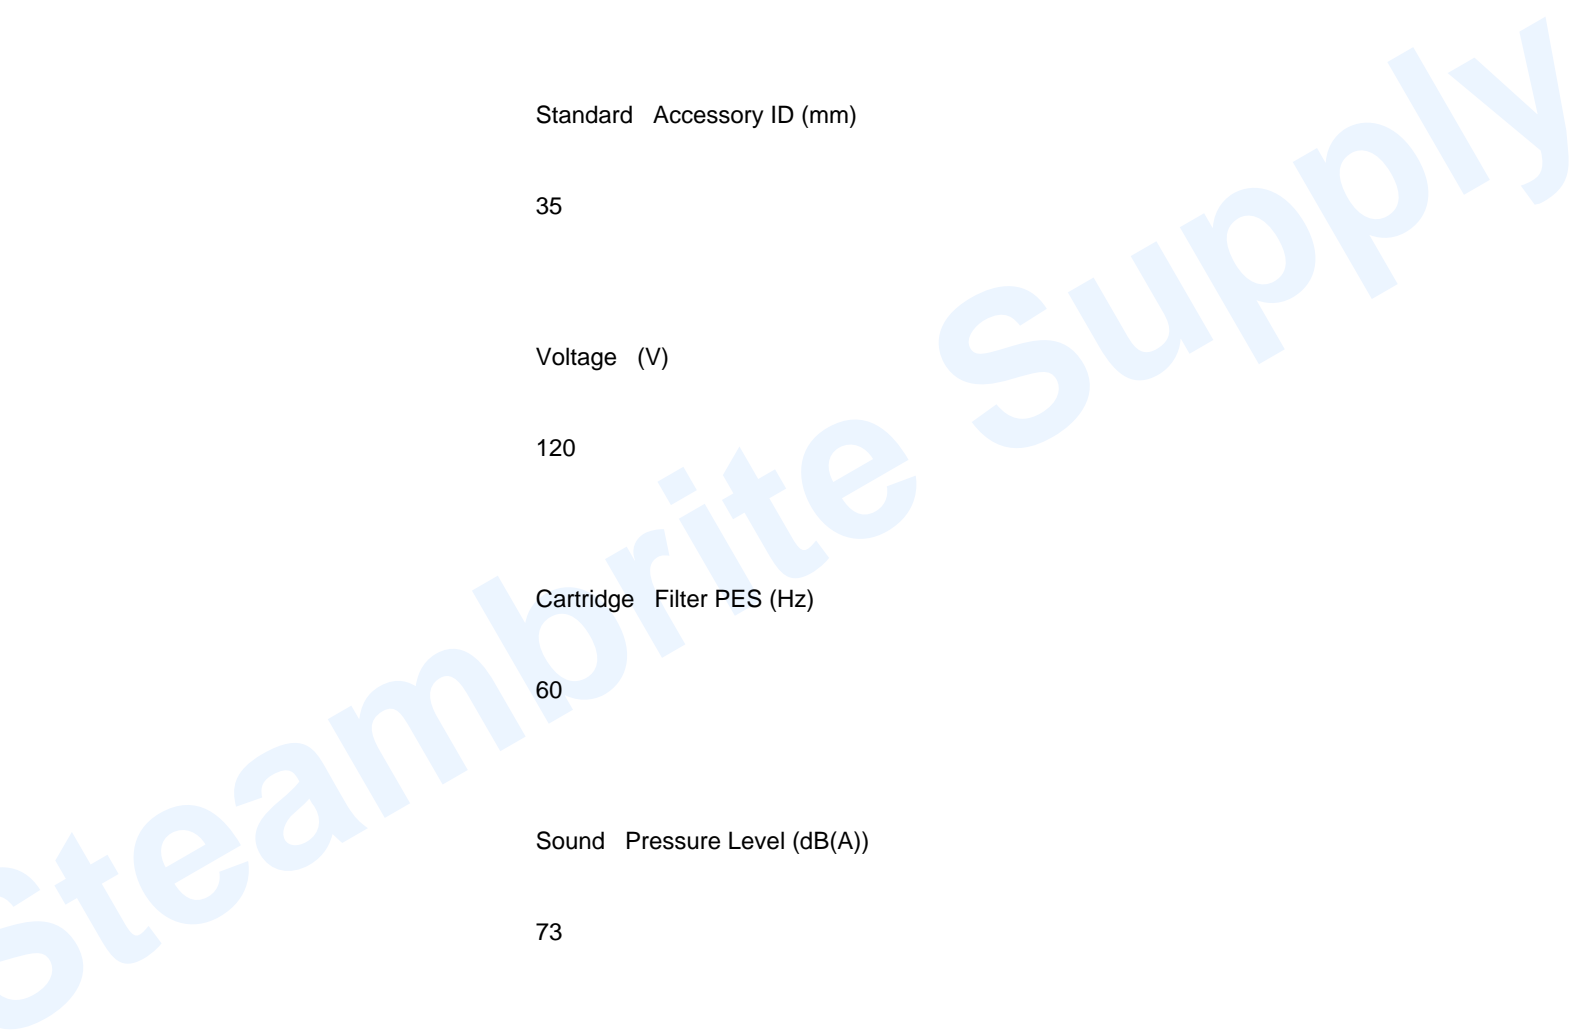 Standard Accessory ID (mm)
35
Voltage (V)
120
Cartridge Filter PES (Hz)
60
Sound Pressure Level (dB(A))
73
Steambrite Supply